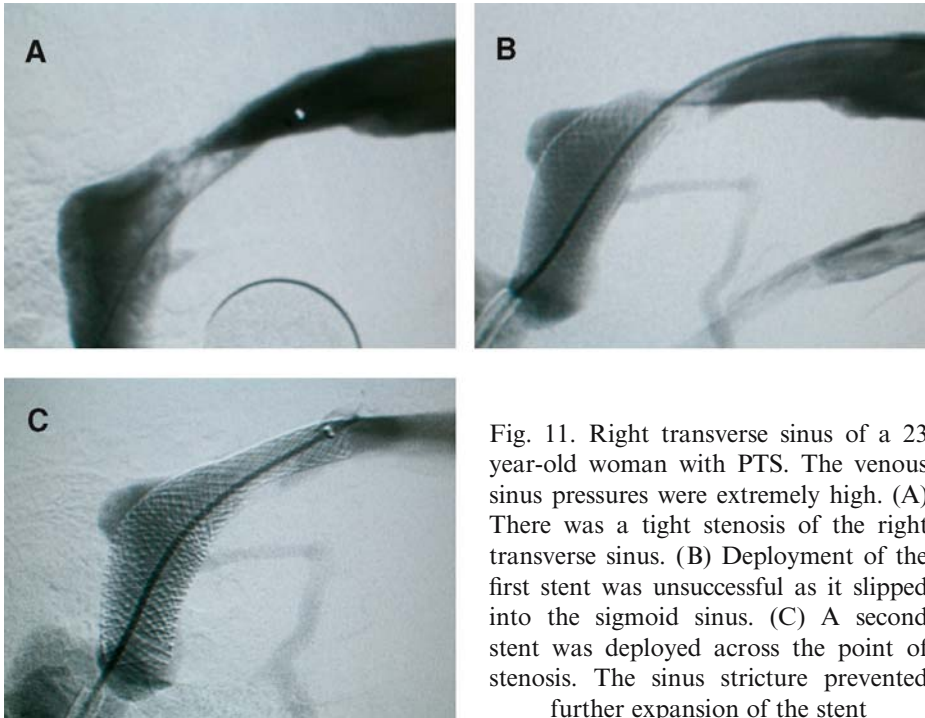 A
B
C
Fig. 11. Right transverse sinus of a 23
year-old woman with PTS. The venous
sinus pressures were extremely high. (A)
There was a tight stenosis of the right
transverse sinus. (B) Deployment of the
first stent was unsuccessful as it slipped
into the sigmoid sinus. (C) A second
stent was deployed across the point of
stenosis. The sinus stricture prevented
further expansion of the stent